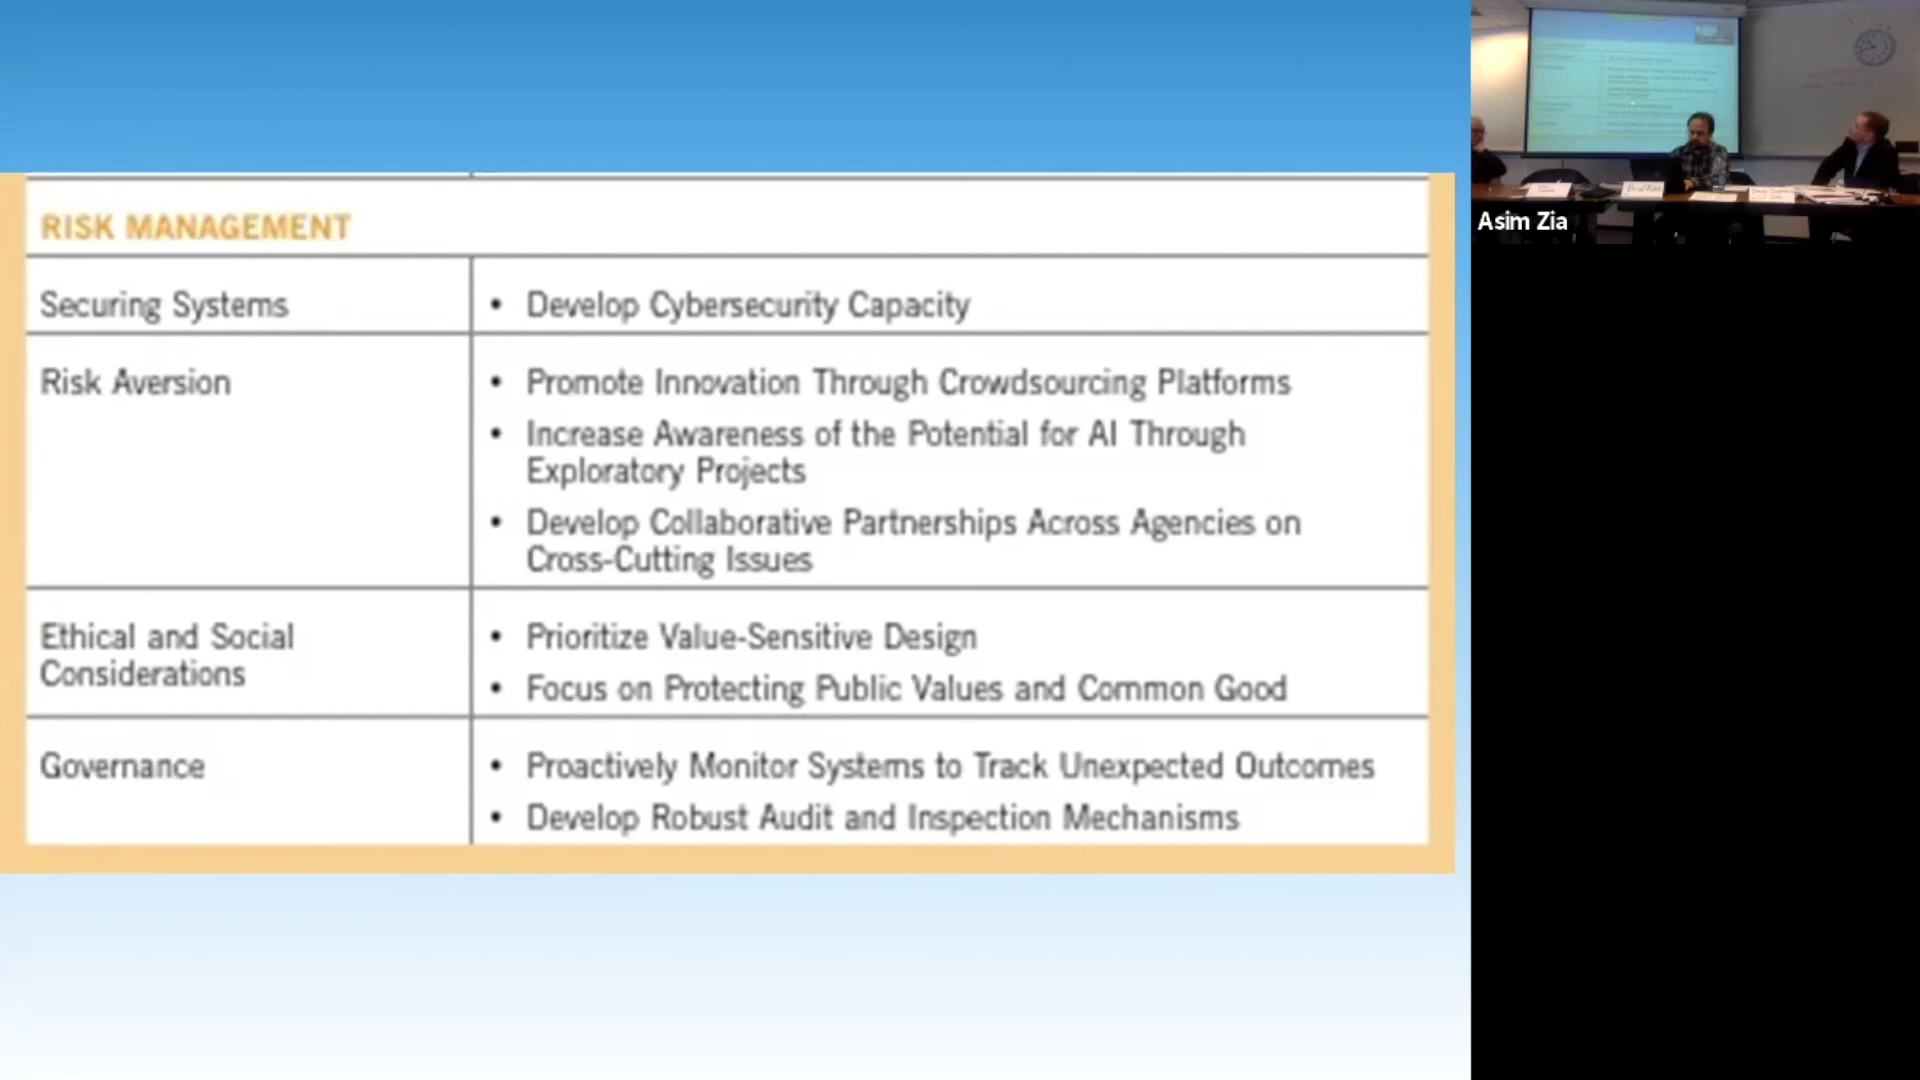 RISK MANAGEMENT
Securing Systems
• Develop Cybersecurity Capacity
Risk Aversion
• Promote Innovation Through Crowdsourcing Platforms
• Increase Awareness of the Potential for AI Through
Exploratory Projects
• Develop Collaborative Partnerships Across Agencies on
Cross-Cutting Issues
Ethical and Social
Considerations
• Prioritize Value-Sensitive Design
• Focus on Protecting Public Values and Common Good
Governance
• Proactively Monitor Systems to Track Unexpected Outcomes
• Develop Robust Audit and Inspection Mechanisms
Asim Zia